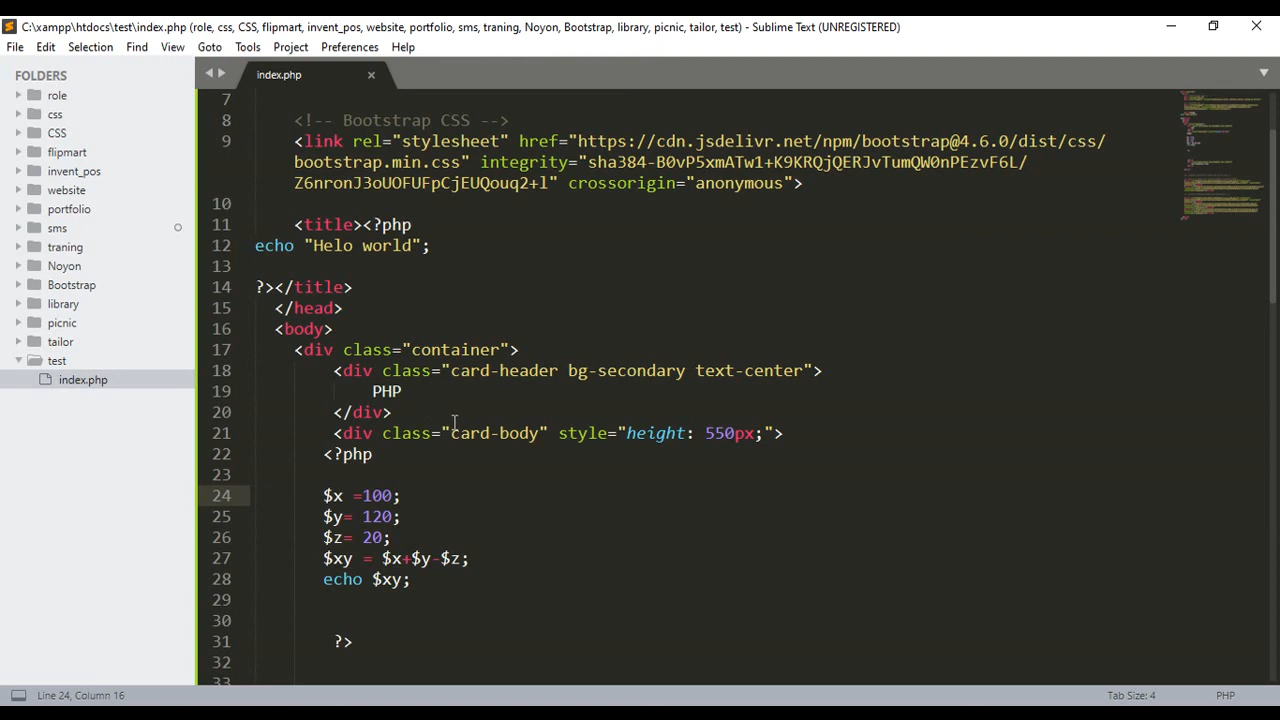 C:\xampp\htdocs\test\index.php (role, css, CSS, flipmart, invent_pos, website, portfolio, sms, traning, Noyon, Bootstrap, library, picnic, tailor, test) - Sublime Text (UNREGISTERED)
File Edit Selection Find View Goto Tools Project Preferences Help
FOLDERS
role
css
CSS
flipmart
invent_pos
website
portfolio
sms
traning
Noyon
Bootstrap
library
picnic
tailor
test
index.php
index.php
7
8 <!-- Bootstrap CSS -->
9 <link rel="stylesheet" href="https://cdn.jsdelivr.net/npm/bootstrap@4.6.0/dist/css/
bootstrap.min.css" integrity="sha384-B0vP5xmATw1+K9KRQjQERJvTumQW0nPEzvF6L/
Z6nronJ3oUOFUFpCjEUQouq2+l" crossorigin="anonymous">
10
11 <title><?php
12 echo "Helo world";
13
14 ?></title>
15 </head>
16 <body>
17 <div class="container">
18 <div class="card-header bg-secondary text-center">
19 PHP
20 </div>
21 <div class="card-body" style="height: 550px;">
22 <?php
23
24 $x =100;
25 $y= 120;
26 $z= 20;
27 $xy = $x+$y-$z;
28 echo $xy;
29
30
31 ?>
32
33
Line 24, Column 16
Tab Size: 4
PHP